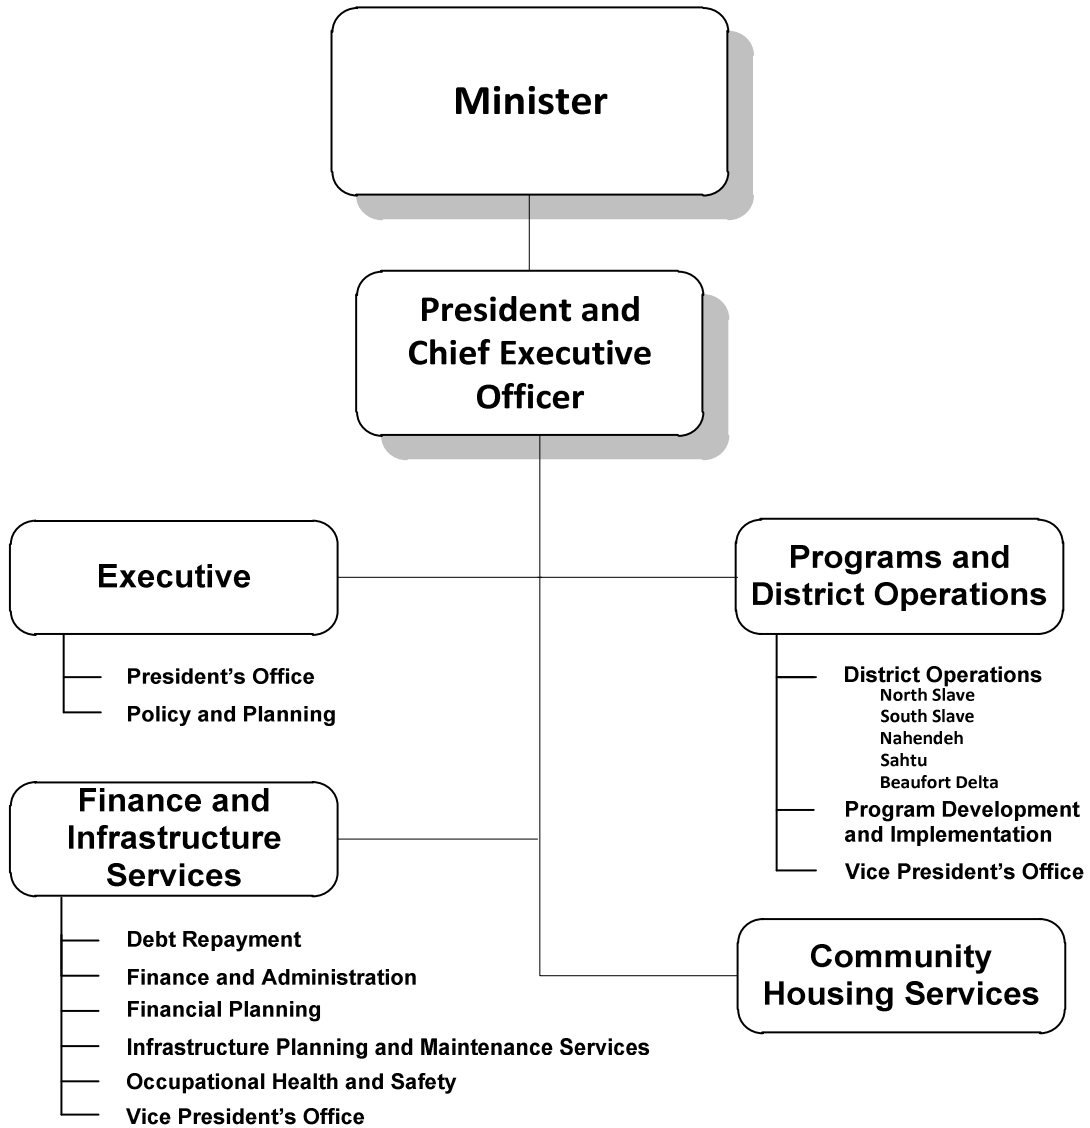 Minister
President and
Chief Executive
Officer
Executive
President's Office
Policy and Planning
Programs and
District Operations
District Operations
North Slave
South Slave
Nahendeh
Sahtu
Beaufort Delta
Program Development
and Implementation
Vice President's Office
Finance and
Infrastructure
Services
Debt Repayment
Finance and Administration
Financial Planning
Infrastructure Planning and Maintenance Services
Occupational Health and Safety
Vice President's Office
Community
Housing Services